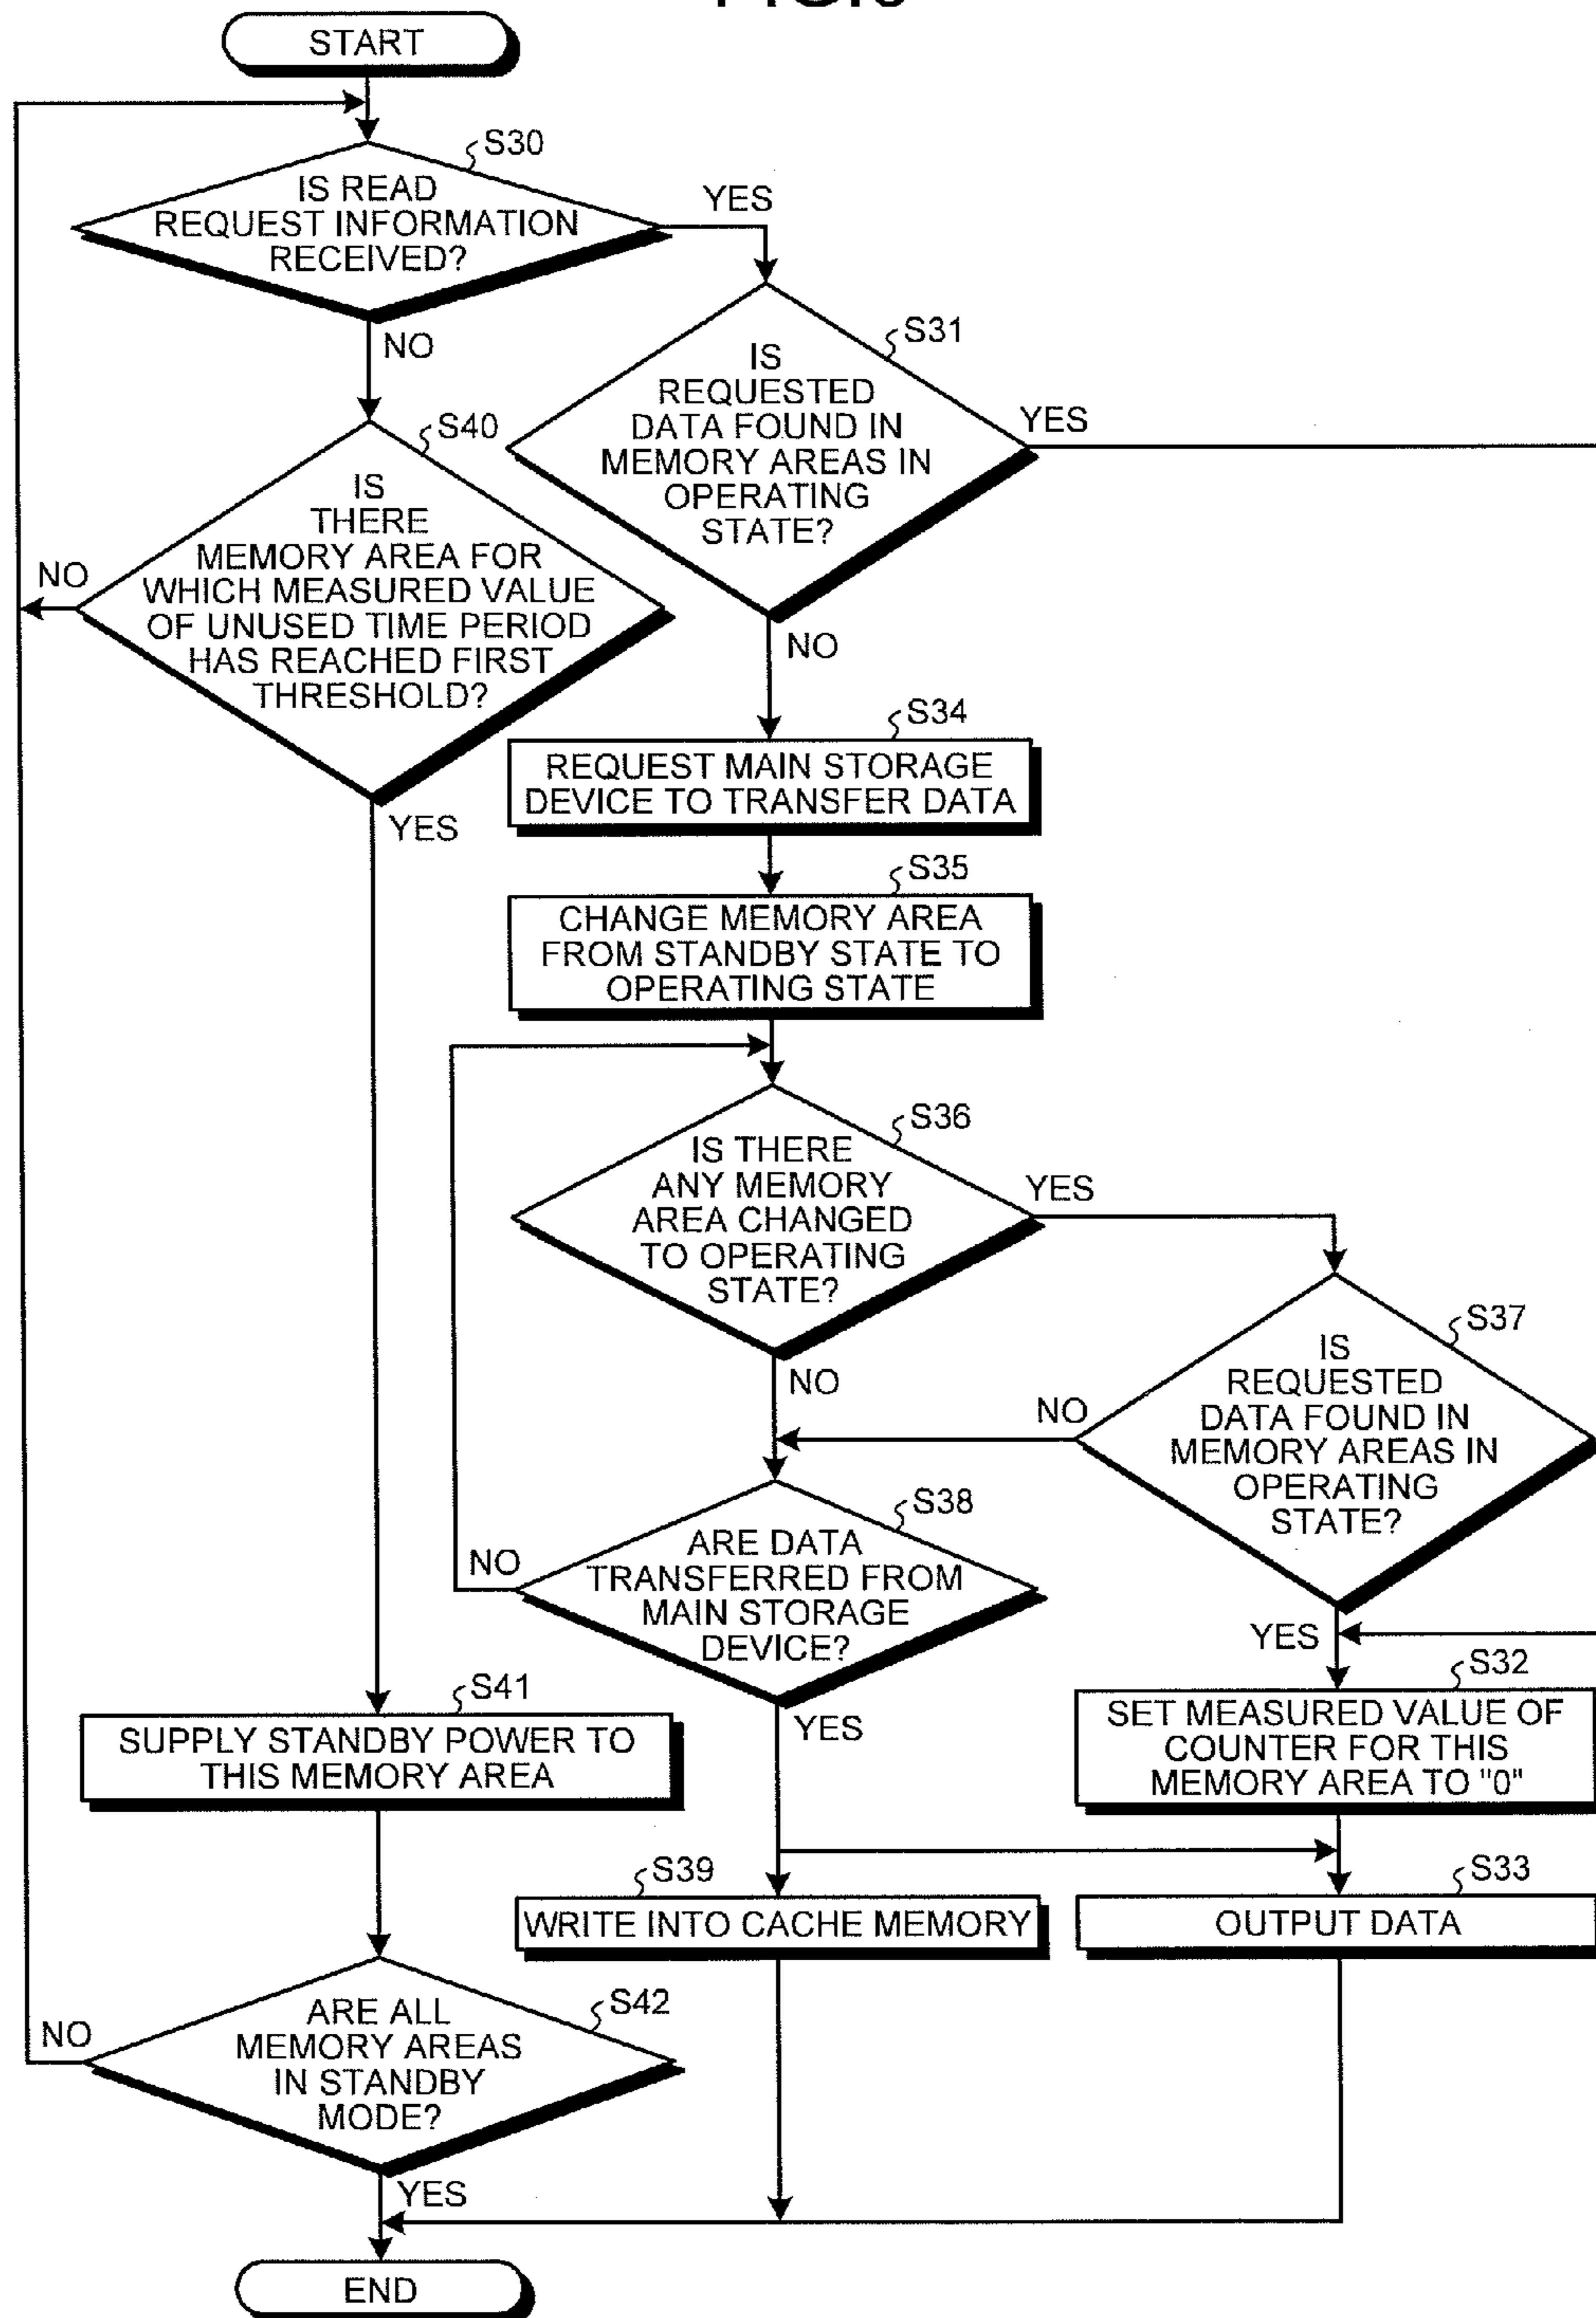 START
S30
IS READ
REQUEST INFORMATION
RECEIVED?
YES
NO
S31
IS
REQUESTED
DATA FOUND IN
MEMORY AREAS IN
OPERATING
STATE?
YES
NO
S40
IS
THERE
MEMORY AREA FOR
WHICH MEASURED VALUE
OF UNUSED TIME PERIOD
HAS REACHED FIRST
THRESHOLD?
NO
YES
S34
REQUEST MAIN STORAGE
DEVICE TO TRANSFER DATA
S35
CHANGE MEMORY AREA
FROM STANDBY STATE TO
OPERATING STATE
S36
IS THERE
ANY MEMORY
AREA CHANGED
TO OPERATING
STATE?
YES
NO
S37
IS
REQUESTED
DATA FOUND IN
MEMORY AREAS IN
OPERATING
STATE?
NO
YES
S38
ARE DATA
TRANSFERRED FROM
MAIN STORAGE
DEVICE?
NO
YES
S32
SET MEASURED VALUE OF
COUNTER FOR THIS
MEMORY AREA TO "0"
S41
SUPPLY STANDBY POWER TO
THIS MEMORY AREA
S39
WRITE INTO CACHE MEMORY
S33
OUTPUT DATA
S42
ARE ALL
MEMORY AREAS
IN STANDBY
MODE?
NO
YES
END